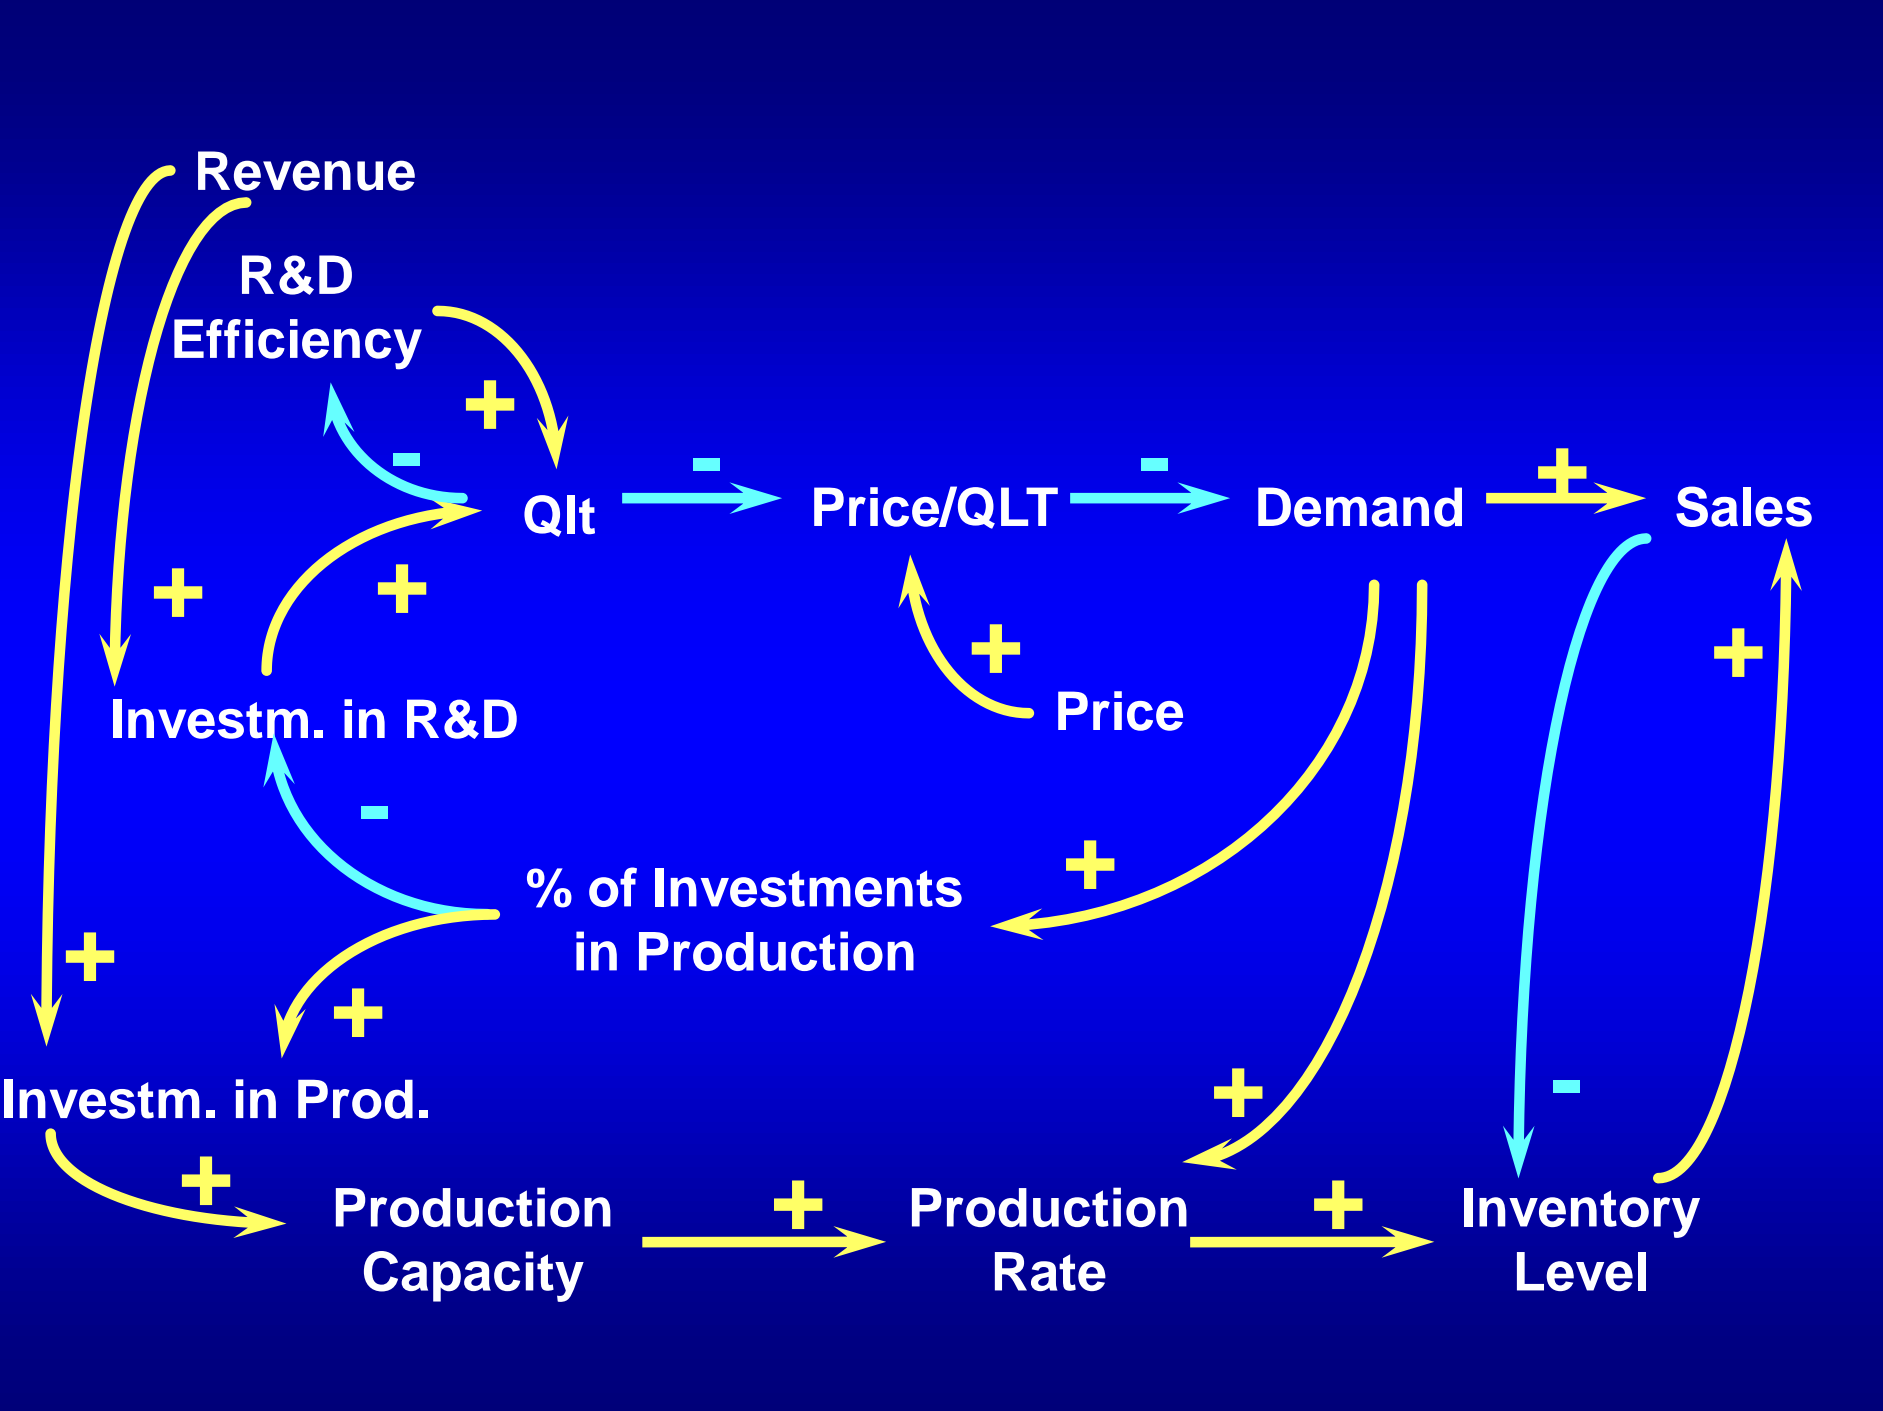 Revenue
R&D
Efficiency
+
-
-
-
+
Qlt
Price/QLT
Demand
Sales
+
+
+
+
Investm. in R&D
Price
-
+
% of Investments
in Production
+
+
+
-
Investm. in Prod.
+
+
+
Production
Capacity
Production
Rate
Inventory
Level